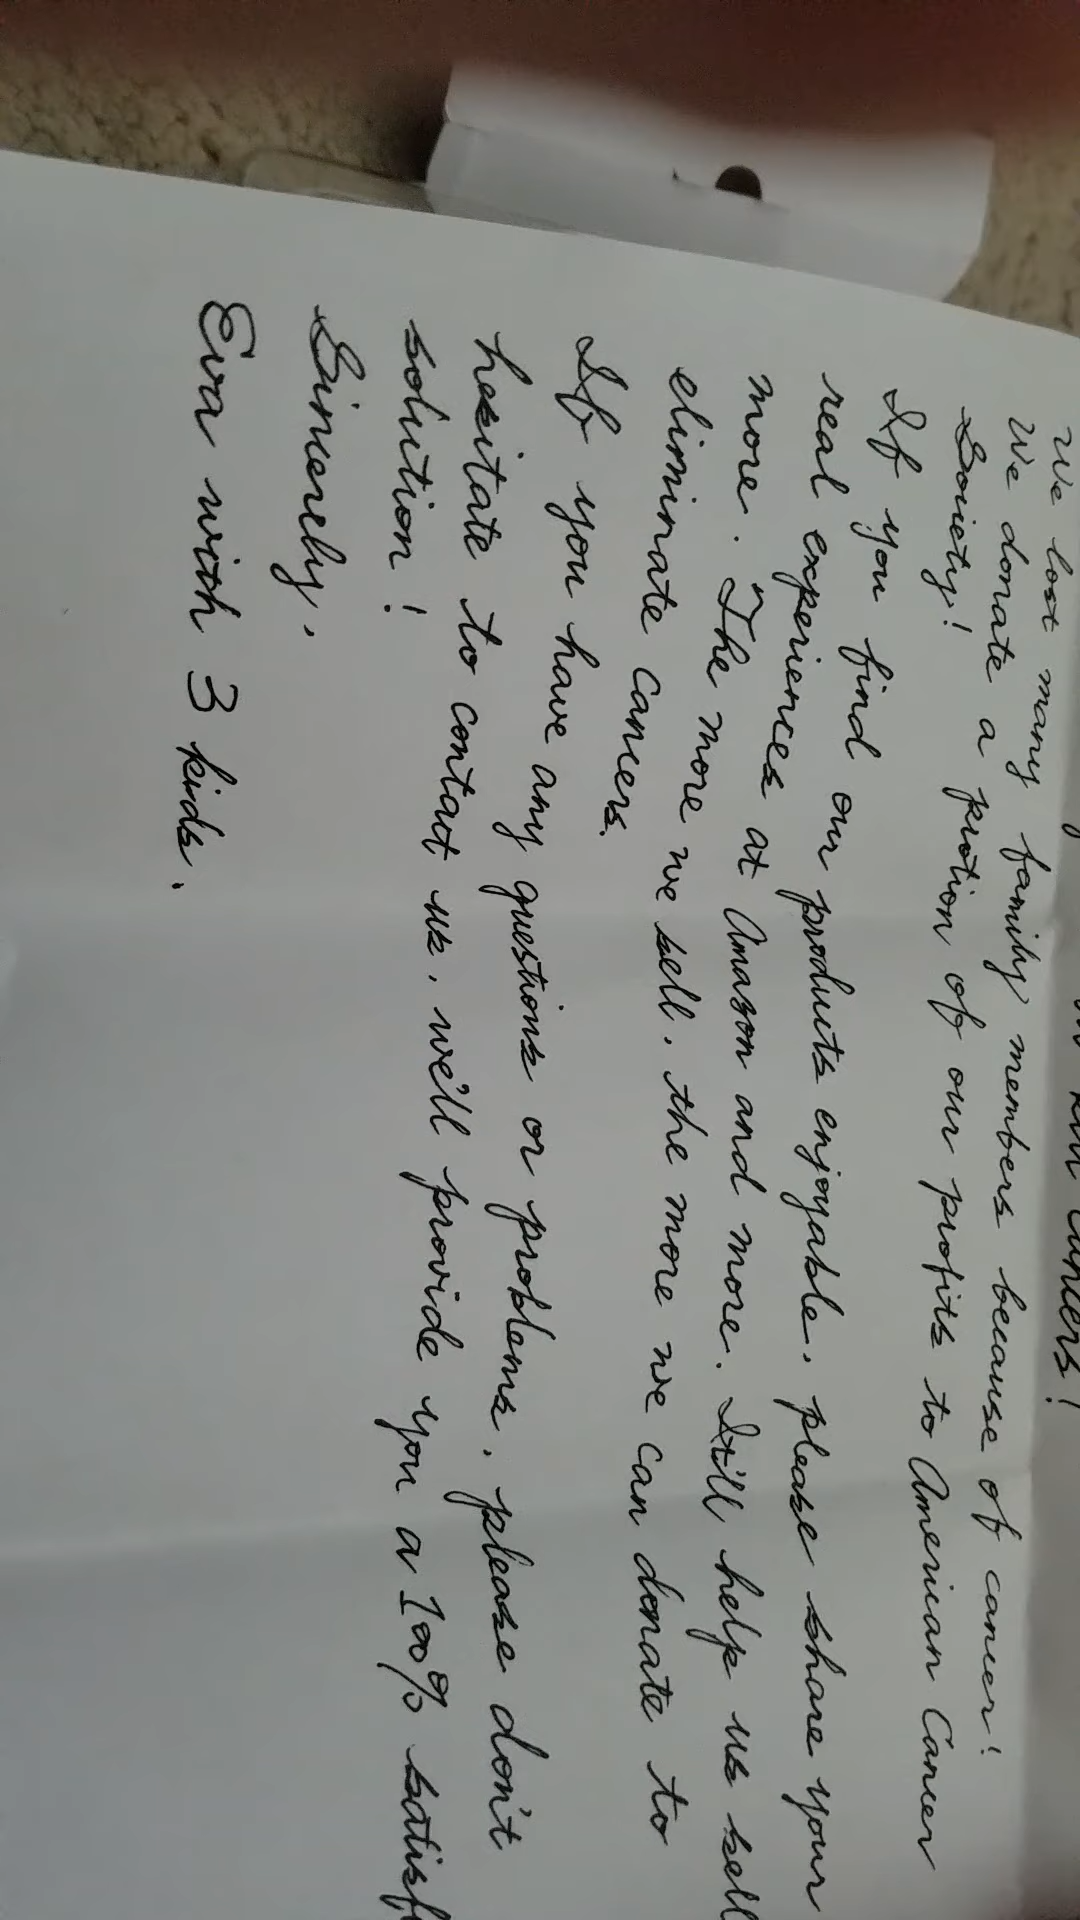 cancers!
We lost many family members because of cancer!
We donate a protion of our profits to American Cancer
Society!
If you find our products enjoyable, please share your
real experiences at Amazon and more. It'll help us sell
more. The more we sell, the more we can donate to
eliminate cancers.
If you have any questions or problems, please don't
hesitate to contact us, we'll provide you a 100% satisf
solution!
Sincerely,
Eva with 3 kids.